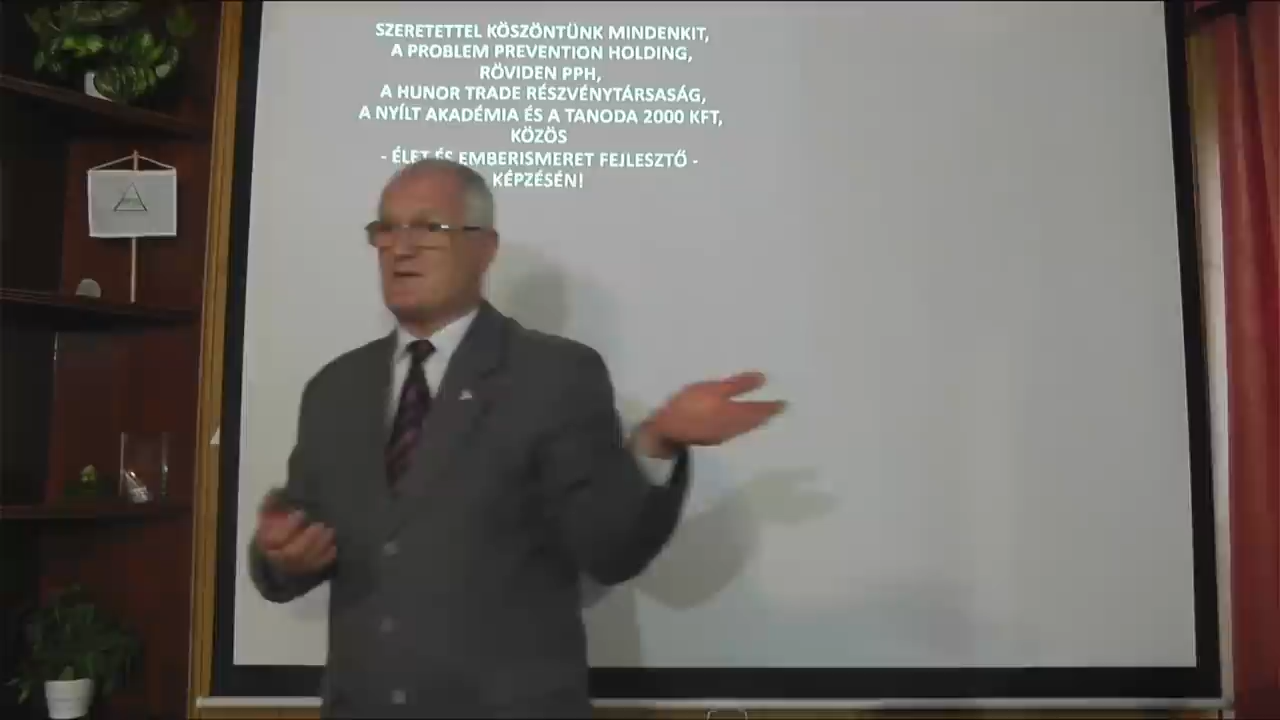 SZERETETTEL KÖSZÖNTÜNK MINDENKIT,
A PROBLEM PREVENTION HOLDING,
RÖVIDEN PPH,
A HUNOR TRADE RÉSZVÉNYTÁRSASÁG,
A NYÍLT AKADÉMIA ÉS A TANODA 2000 KFT,
KÖZÖS
- ÉLET ÉS EMBERISMERET FEJLESZTŐ -
KÉPZÉSÉN!